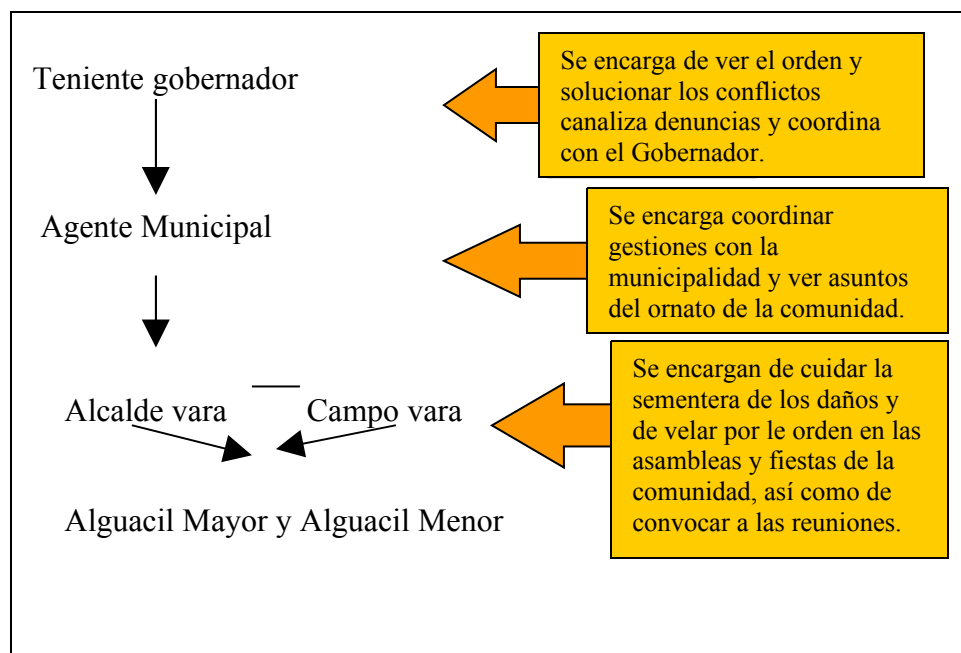 Teniente gobernador
Se encarga de ver el orden y
solucionar los conflictos
canaliza denuncias y coordina
con el Gobernador.
Agente Municipal
Se encarga coordinar
gestiones con la
municipalidad y ver asuntos
del ornato de la comunidad.
Alcalde vara
Campo vara
Se encargan de cuidar la
sementera de los daños y
de velar por le orden en las
asambleas y fiestas de la
comunidad, así como de
convocar a las reuniones.
Alguacil Mayor y Alguacil Menor